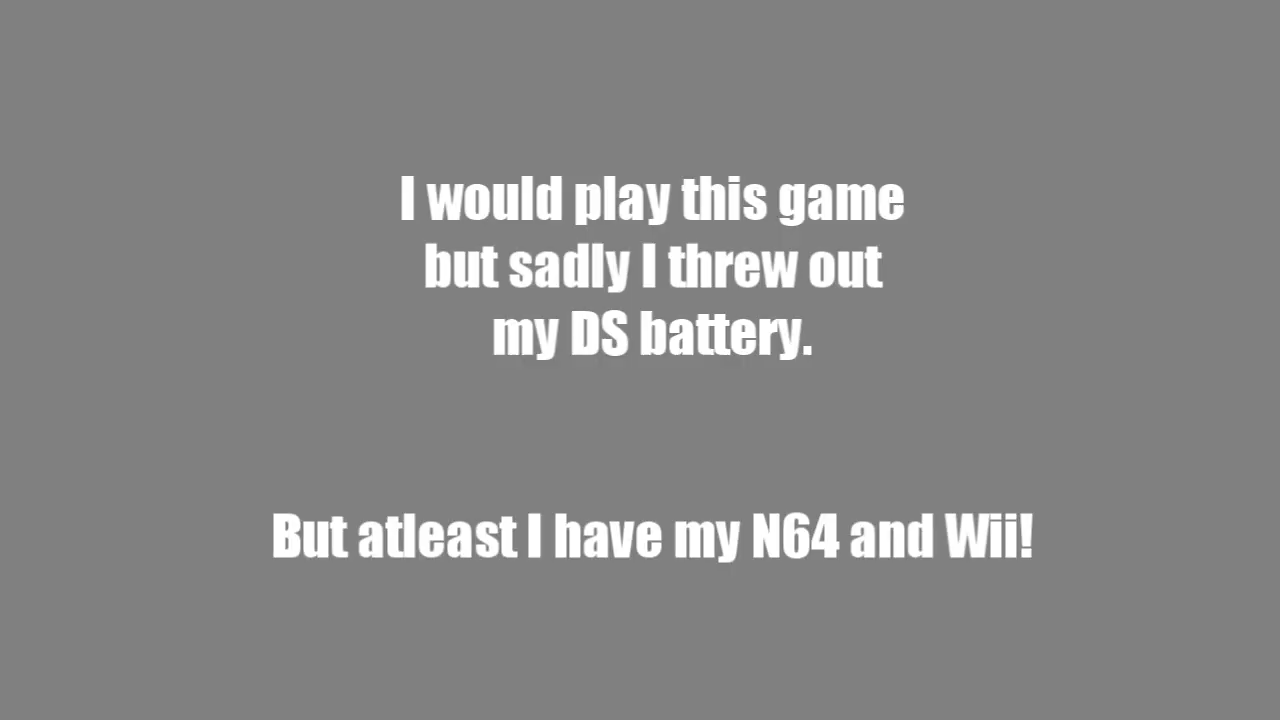 I would play this game
but sadly I threw out
my DS battery.
But atleast I have my N64 and Wii!